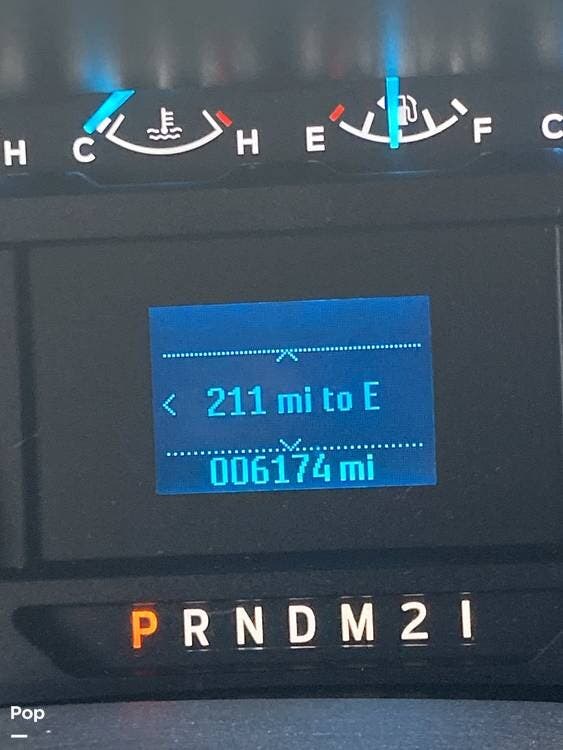 H C H E F C
211 mi to E
006174 mi
P R N D M 2 1
Pop